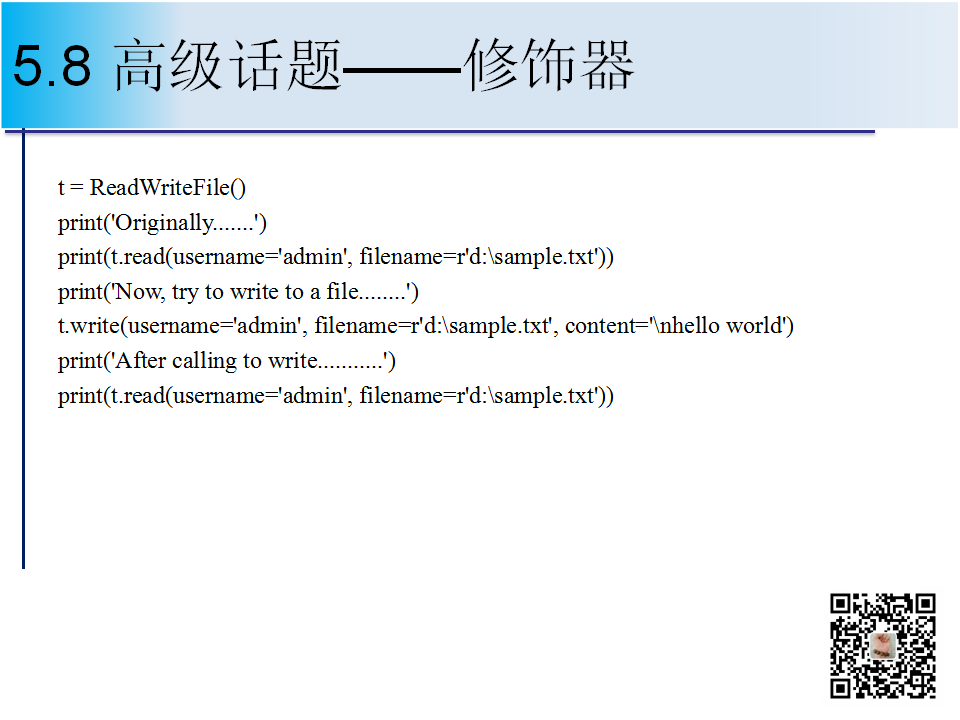 5.8 高级话题——修饰器
t = ReadWriteFile()
print('Originally.......')
print(t.read(username='admin', filename=r'd:\sample.txt'))
print('Now, try to write to a file........')
t.write(username='admin', filename=r'd:\sample.txt', content='\nhello world')
print('After calling to write...........')
print(t.read(username='admin', filename=r'd:\sample.txt'))